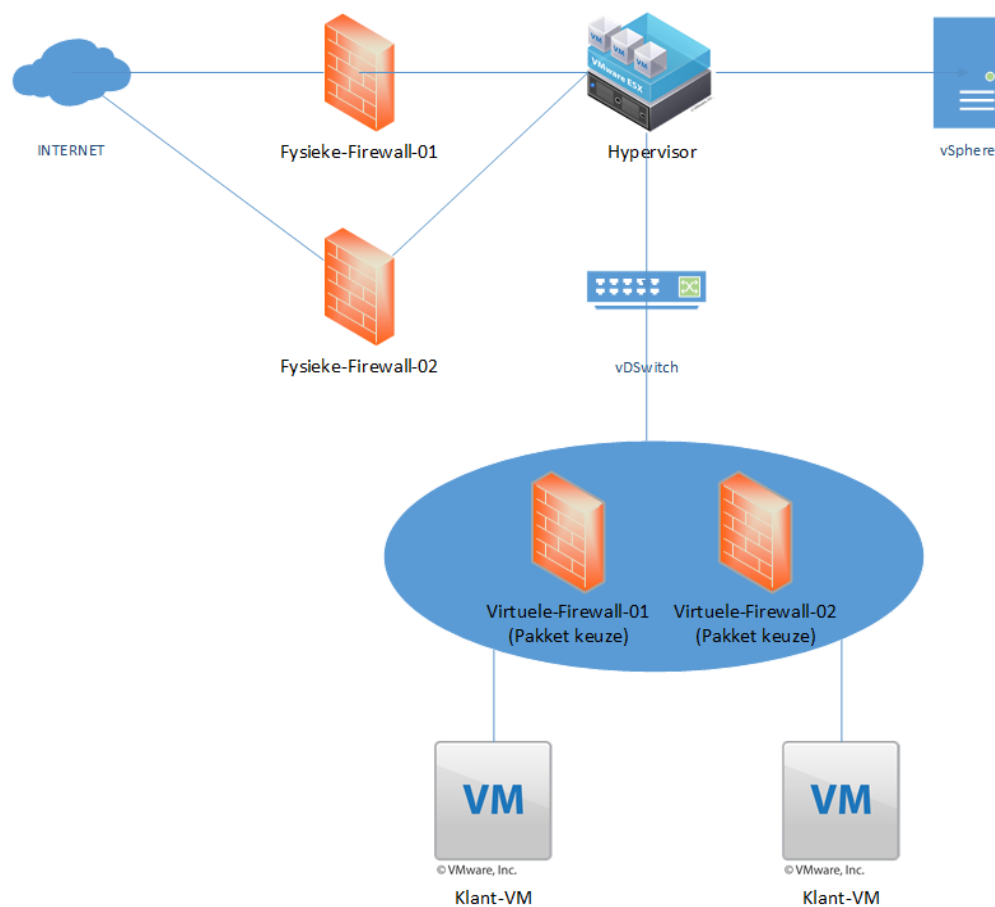 VM
VM
VM
VMware ESX
INTERNET
Fysieke-Firewall-01
Hypervisor
vSphere
Fysieke-Firewall-02
vDSwitch
Virtuele-Firewall-01
(Pakket keuze)
Virtuele-Firewall-02
(Pakket keuze)
VM
© VMware, Inc.
Klant-VM
VM
© VMware, Inc.
Klant-VM